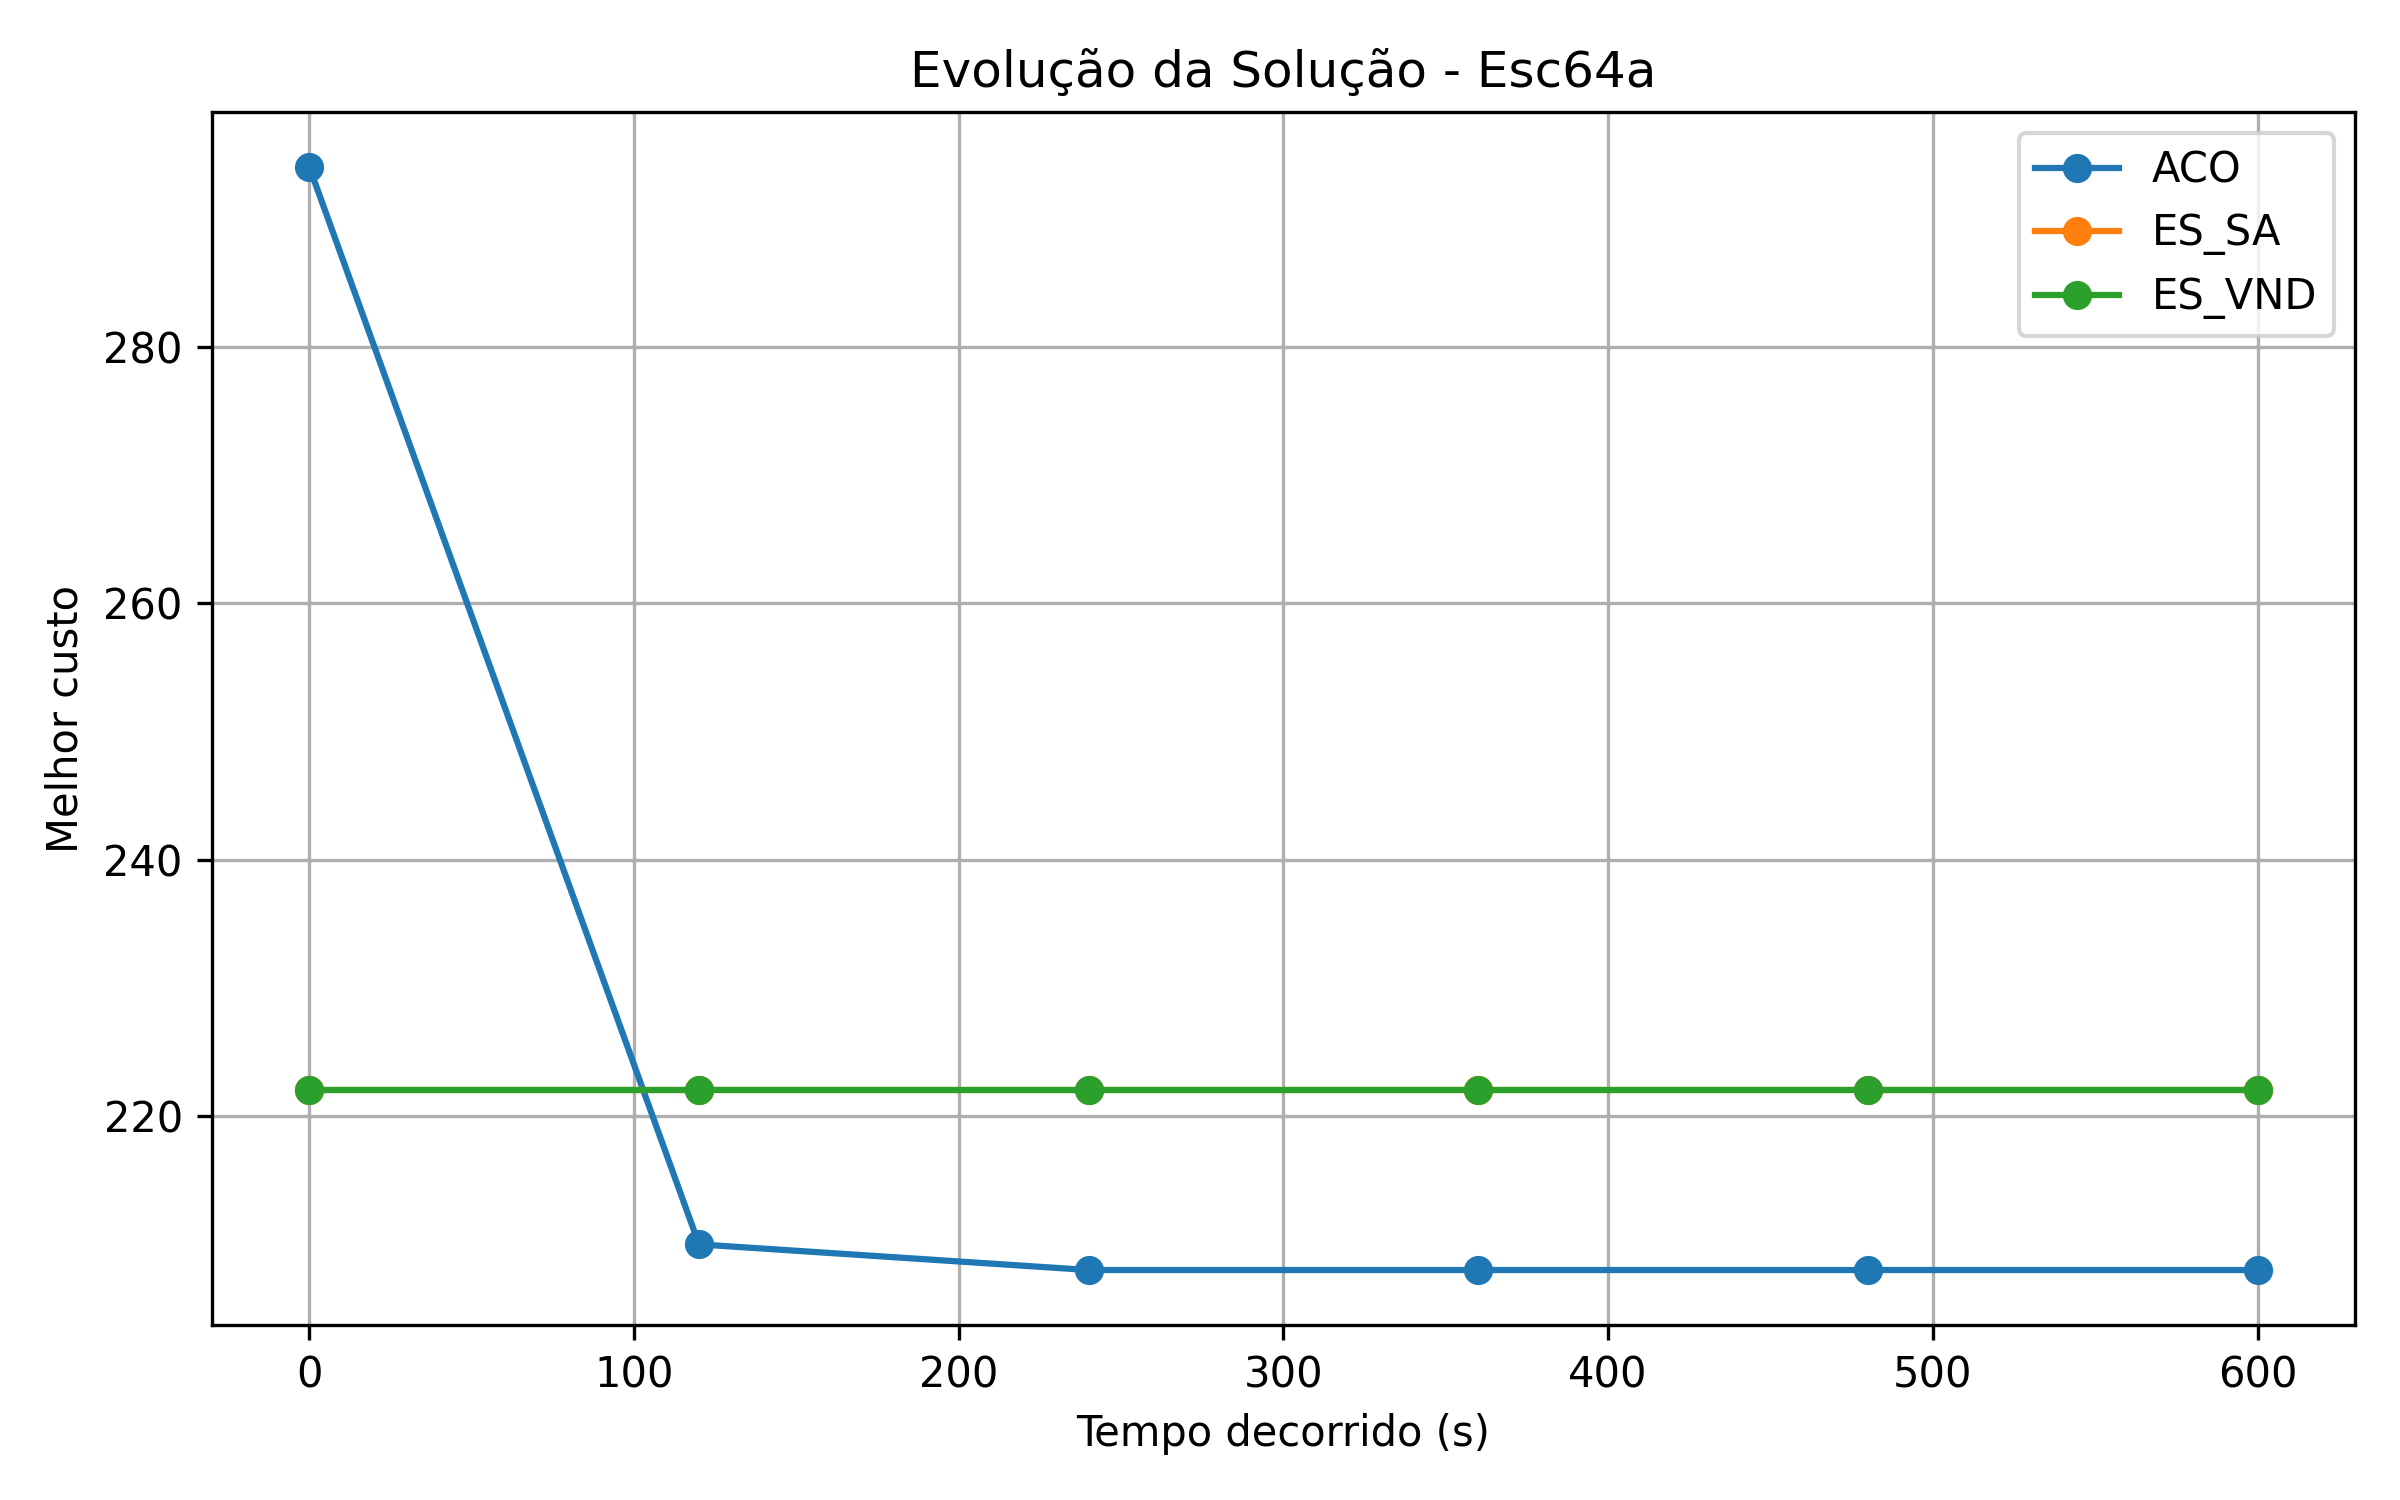 Evolução da Solução - Esc64a
ACO
ES_SA
ES_VND
Melhor custo
280
260
240
220
0 100 200 300 400 500 600
Tempo decorrido (s)